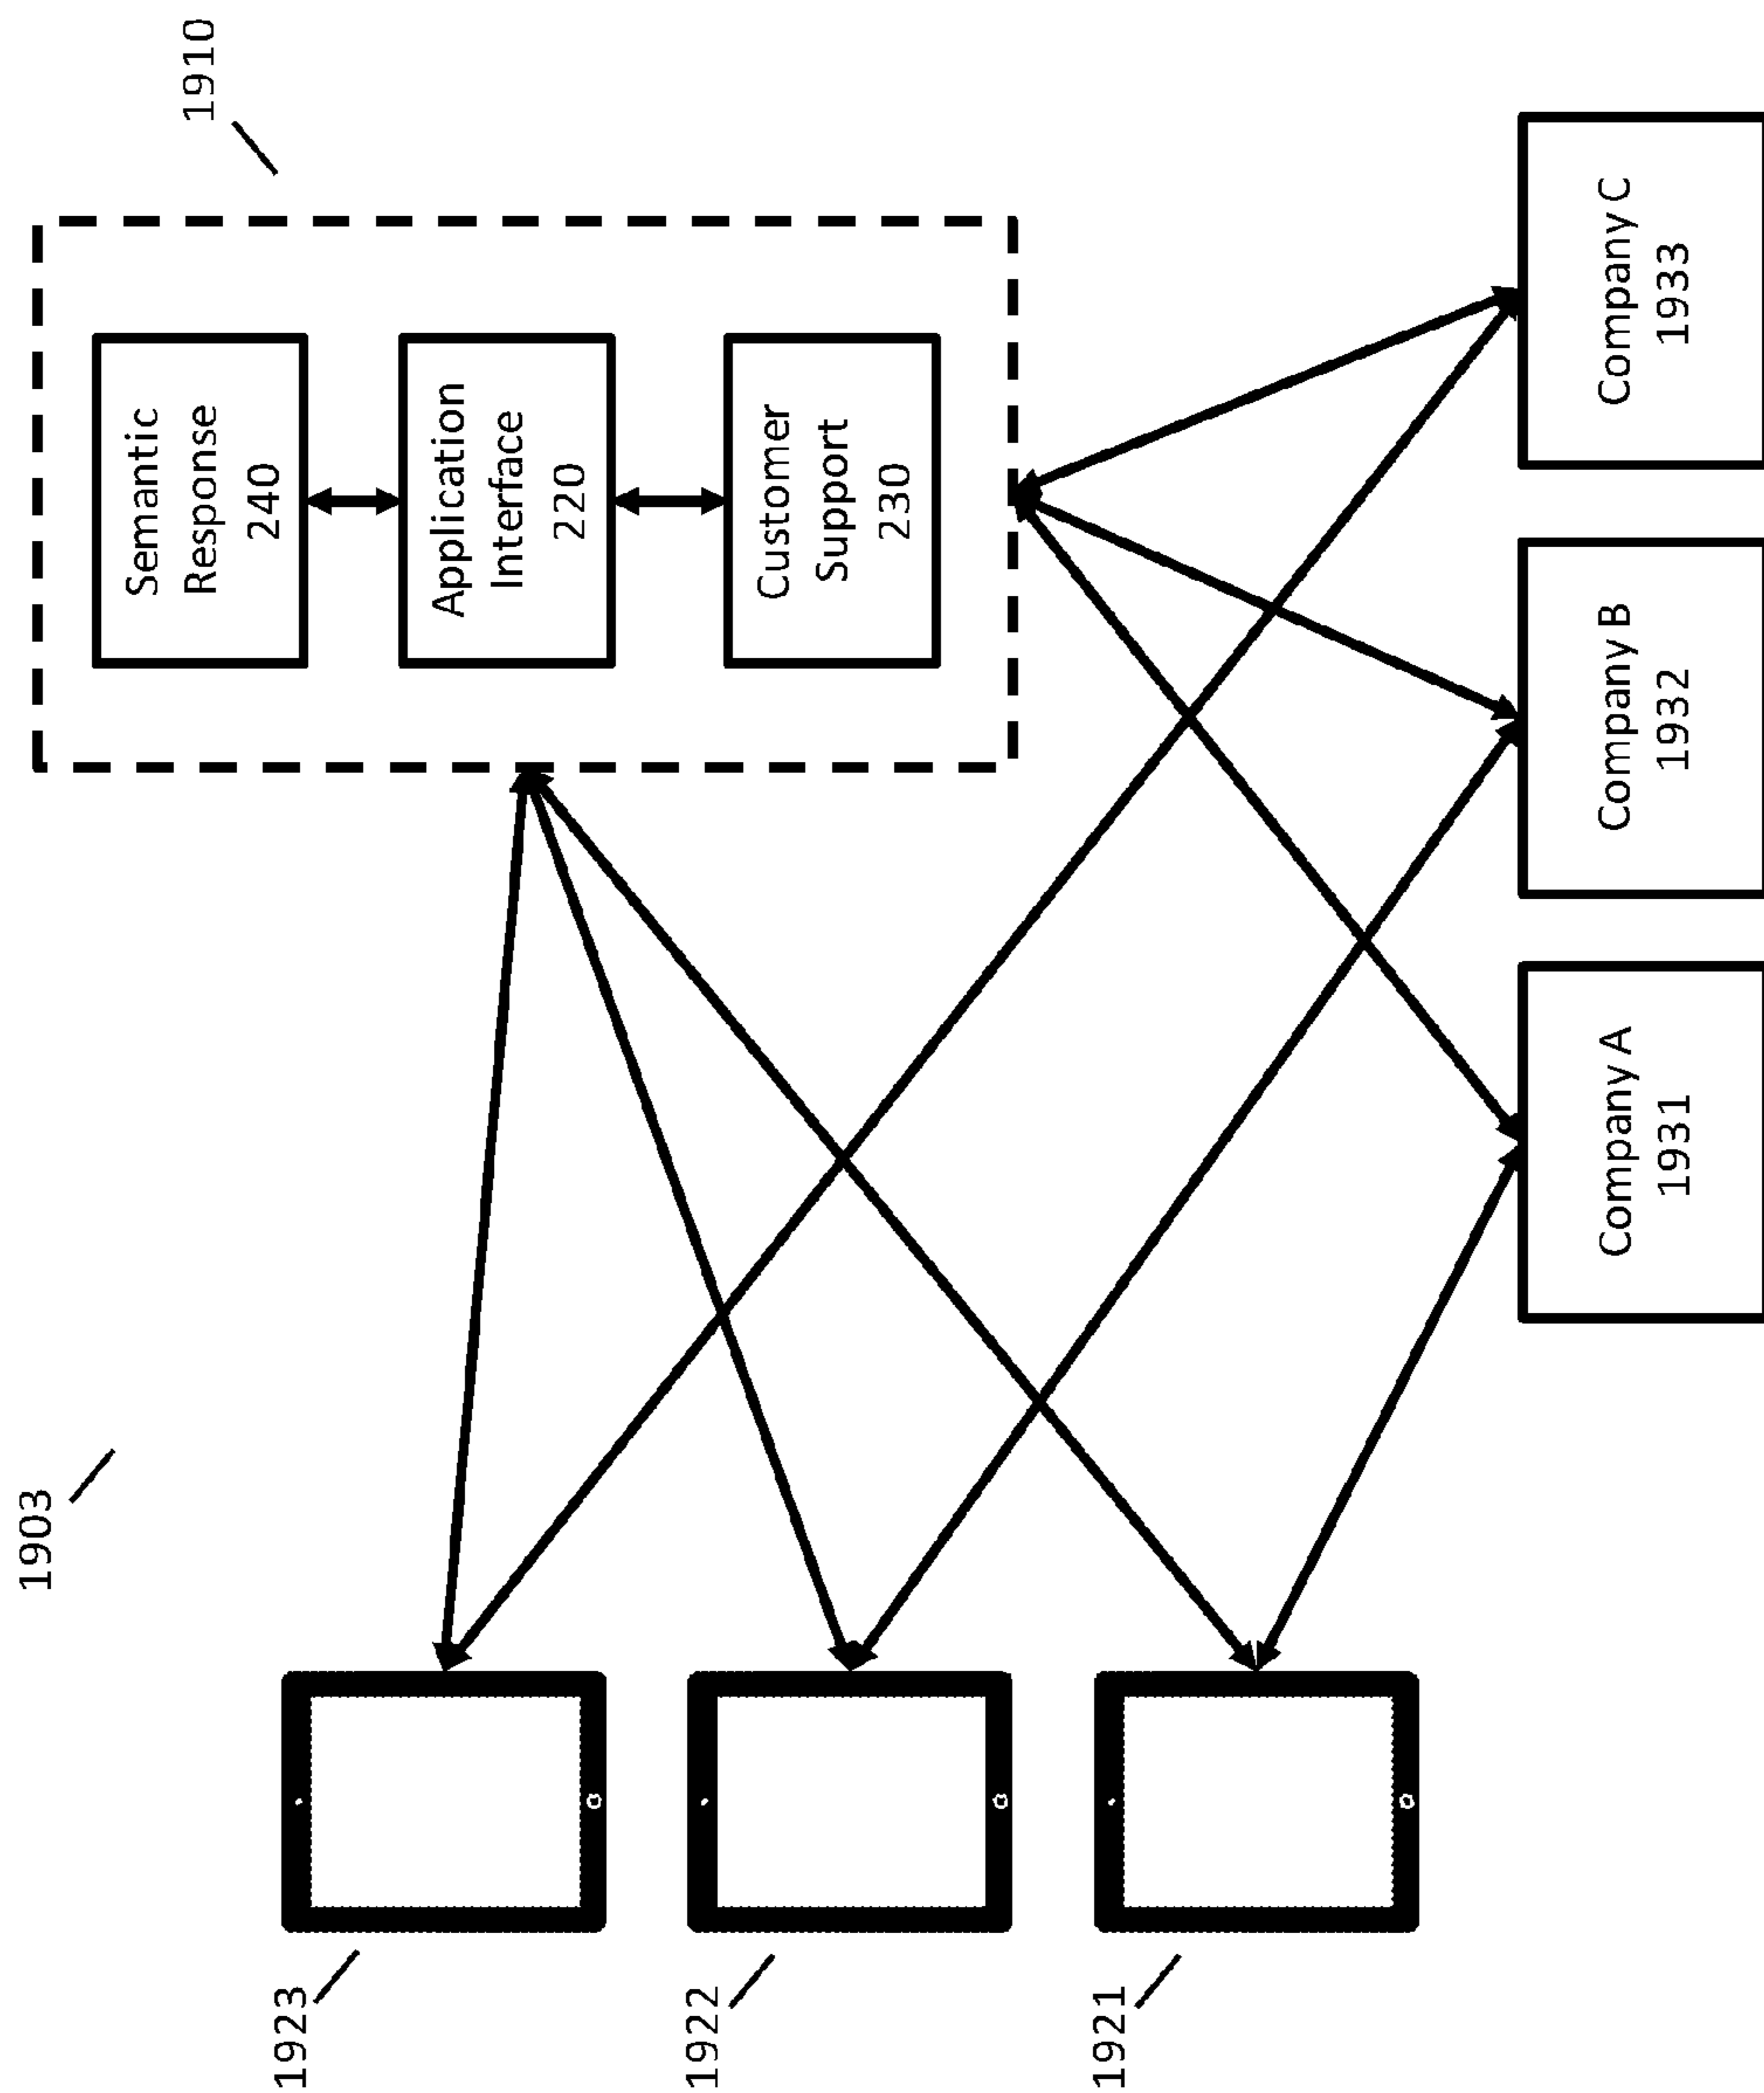 1903
1910
Semantic
Response
240
Application
Interface
220
Customer
Support
230
1923
1922
1921
Company A
1931
Company B
1932
Company C
1933